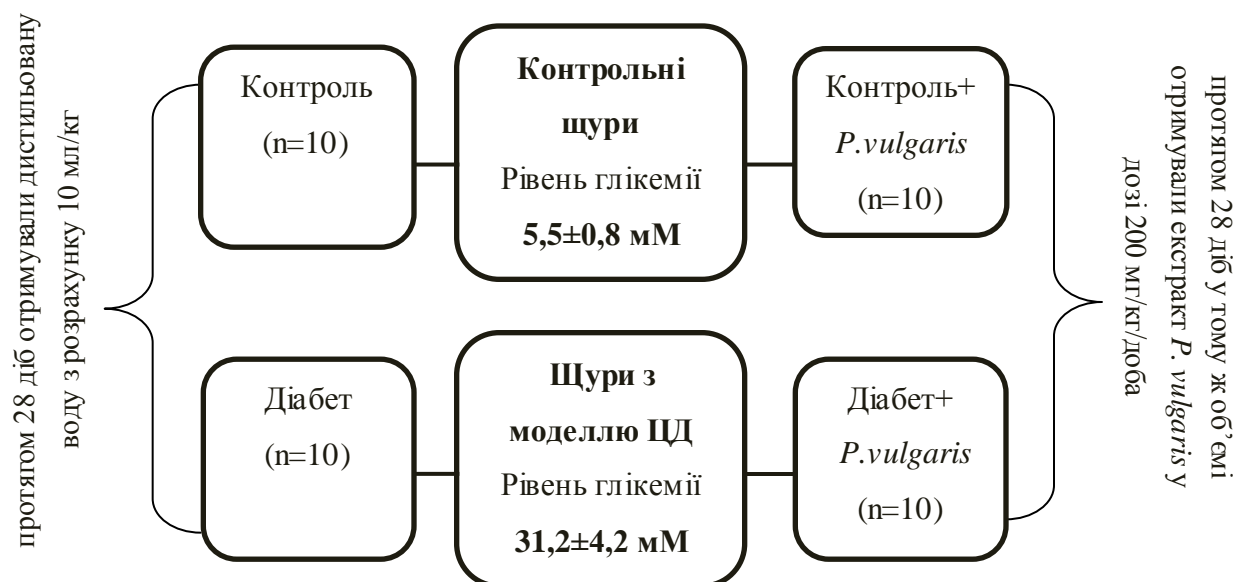 протягом 28 діб отримували дистильовану
воду з розрахунку 10 мл/кг
Контроль
(n=10)
Контрольні
щури
Рівень глікемії
5,5±0,8 мМ
Контроль+
P.vulgaris
(n=10)
Діабет
(n=10)
Щури з
моделлю ЦД
Рівень глікемії
31,2±4,2 мМ
Діабет+
P.vulgaris
(n=10)
протягом 28 діб у тому ж об’ємі
отримували екстракт P. vulgaris у
дозі 200 мг/кг/доба